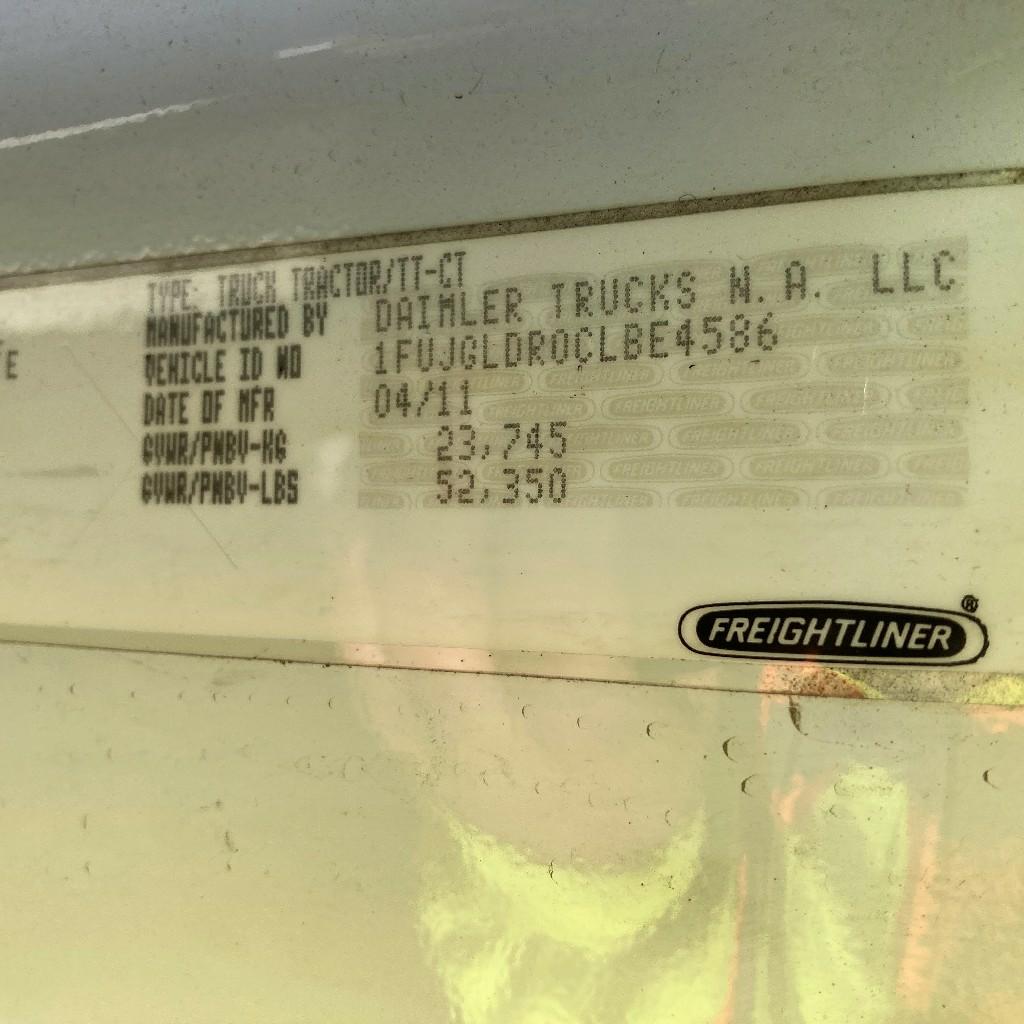 TYPE: TRUCK TRACTOR/TT-CT
MANUFACTURED BY DAIMLER TRUCKS N.A. LLC
VEHICLE ID NO 1FUJGLDR0CLBE4586
DATE OF MFR 04/11
GVWR/PNBV-KG 23,745
GVWR/PNBV-LBS 52,350
FREIGHTLINER®